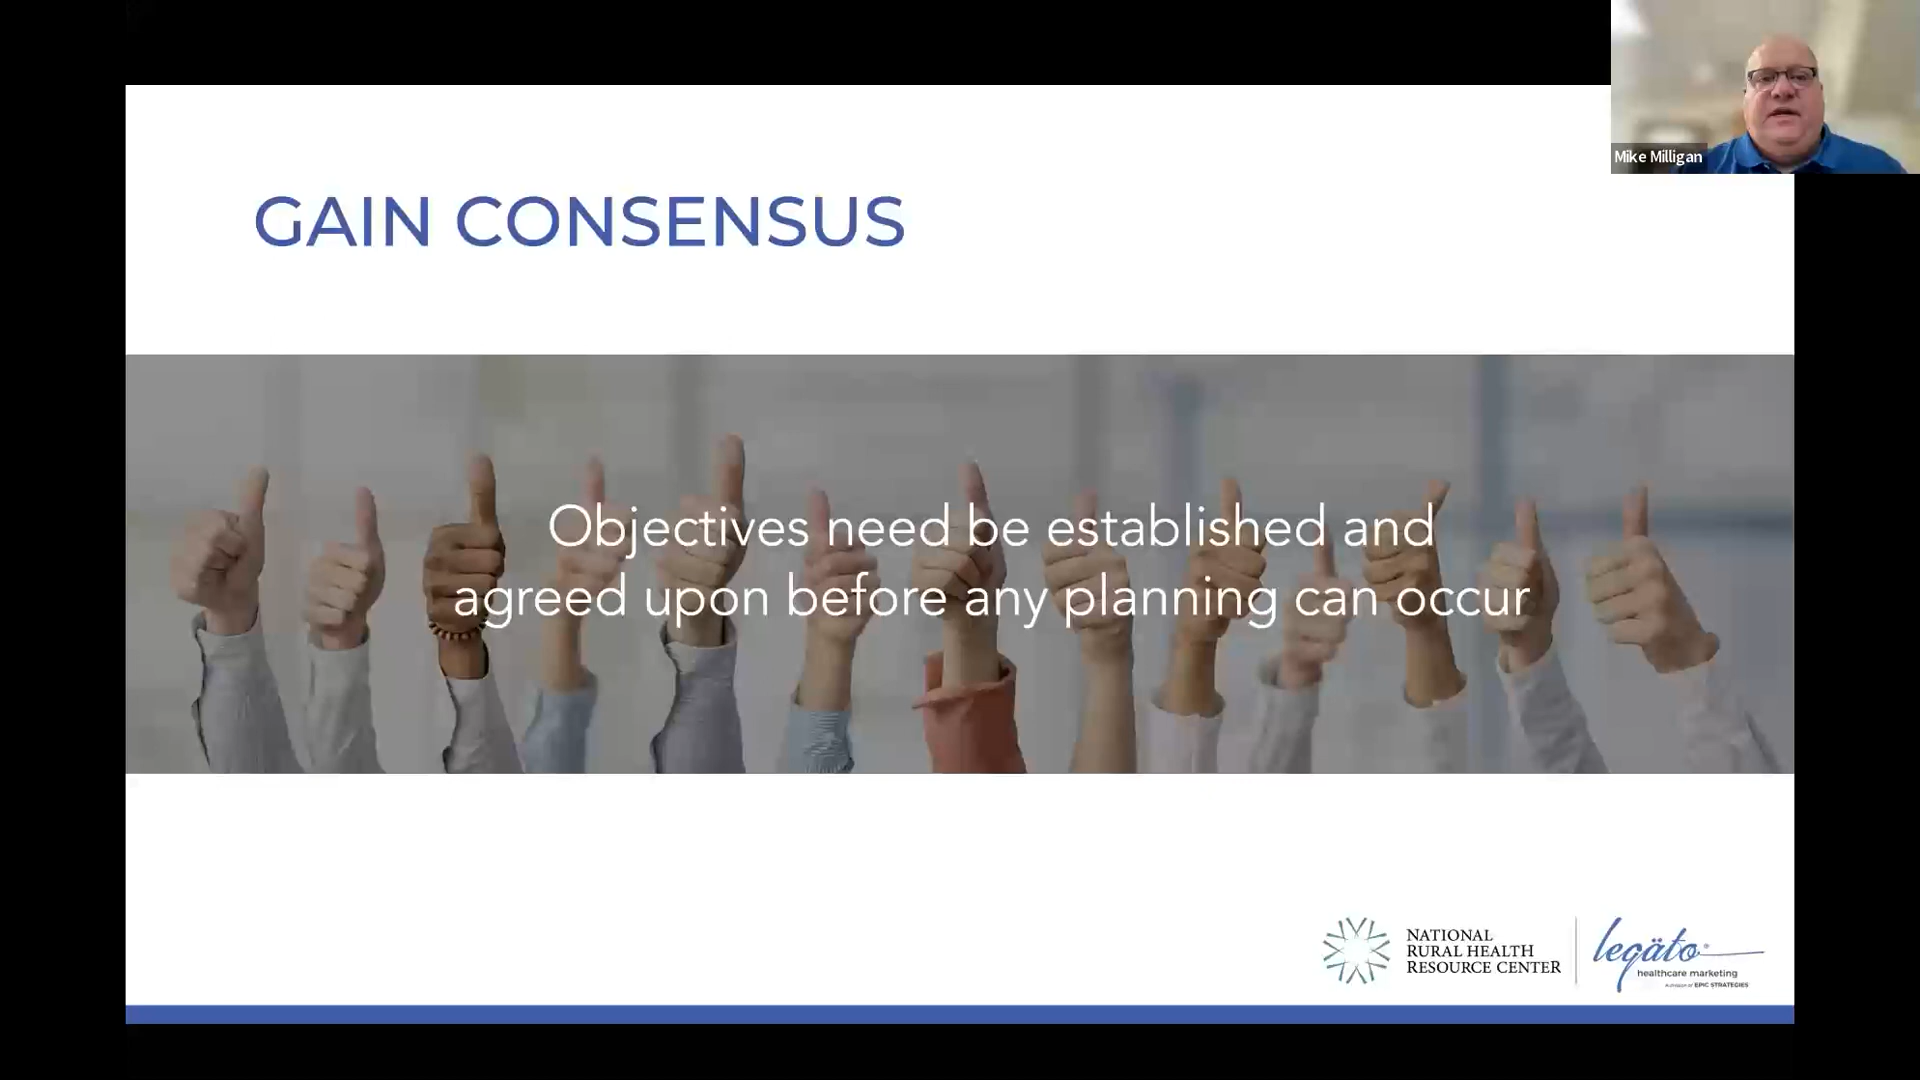 Mike Milligan
GAIN CONSENSUS
Objectives need be established and
agreed upon before any planning can occur
NATIONAL
RURAL HEALTH
RESOURCE CENTER
legäto
healthcare marketing
A DIVISION OF EPIC STRATEGIES